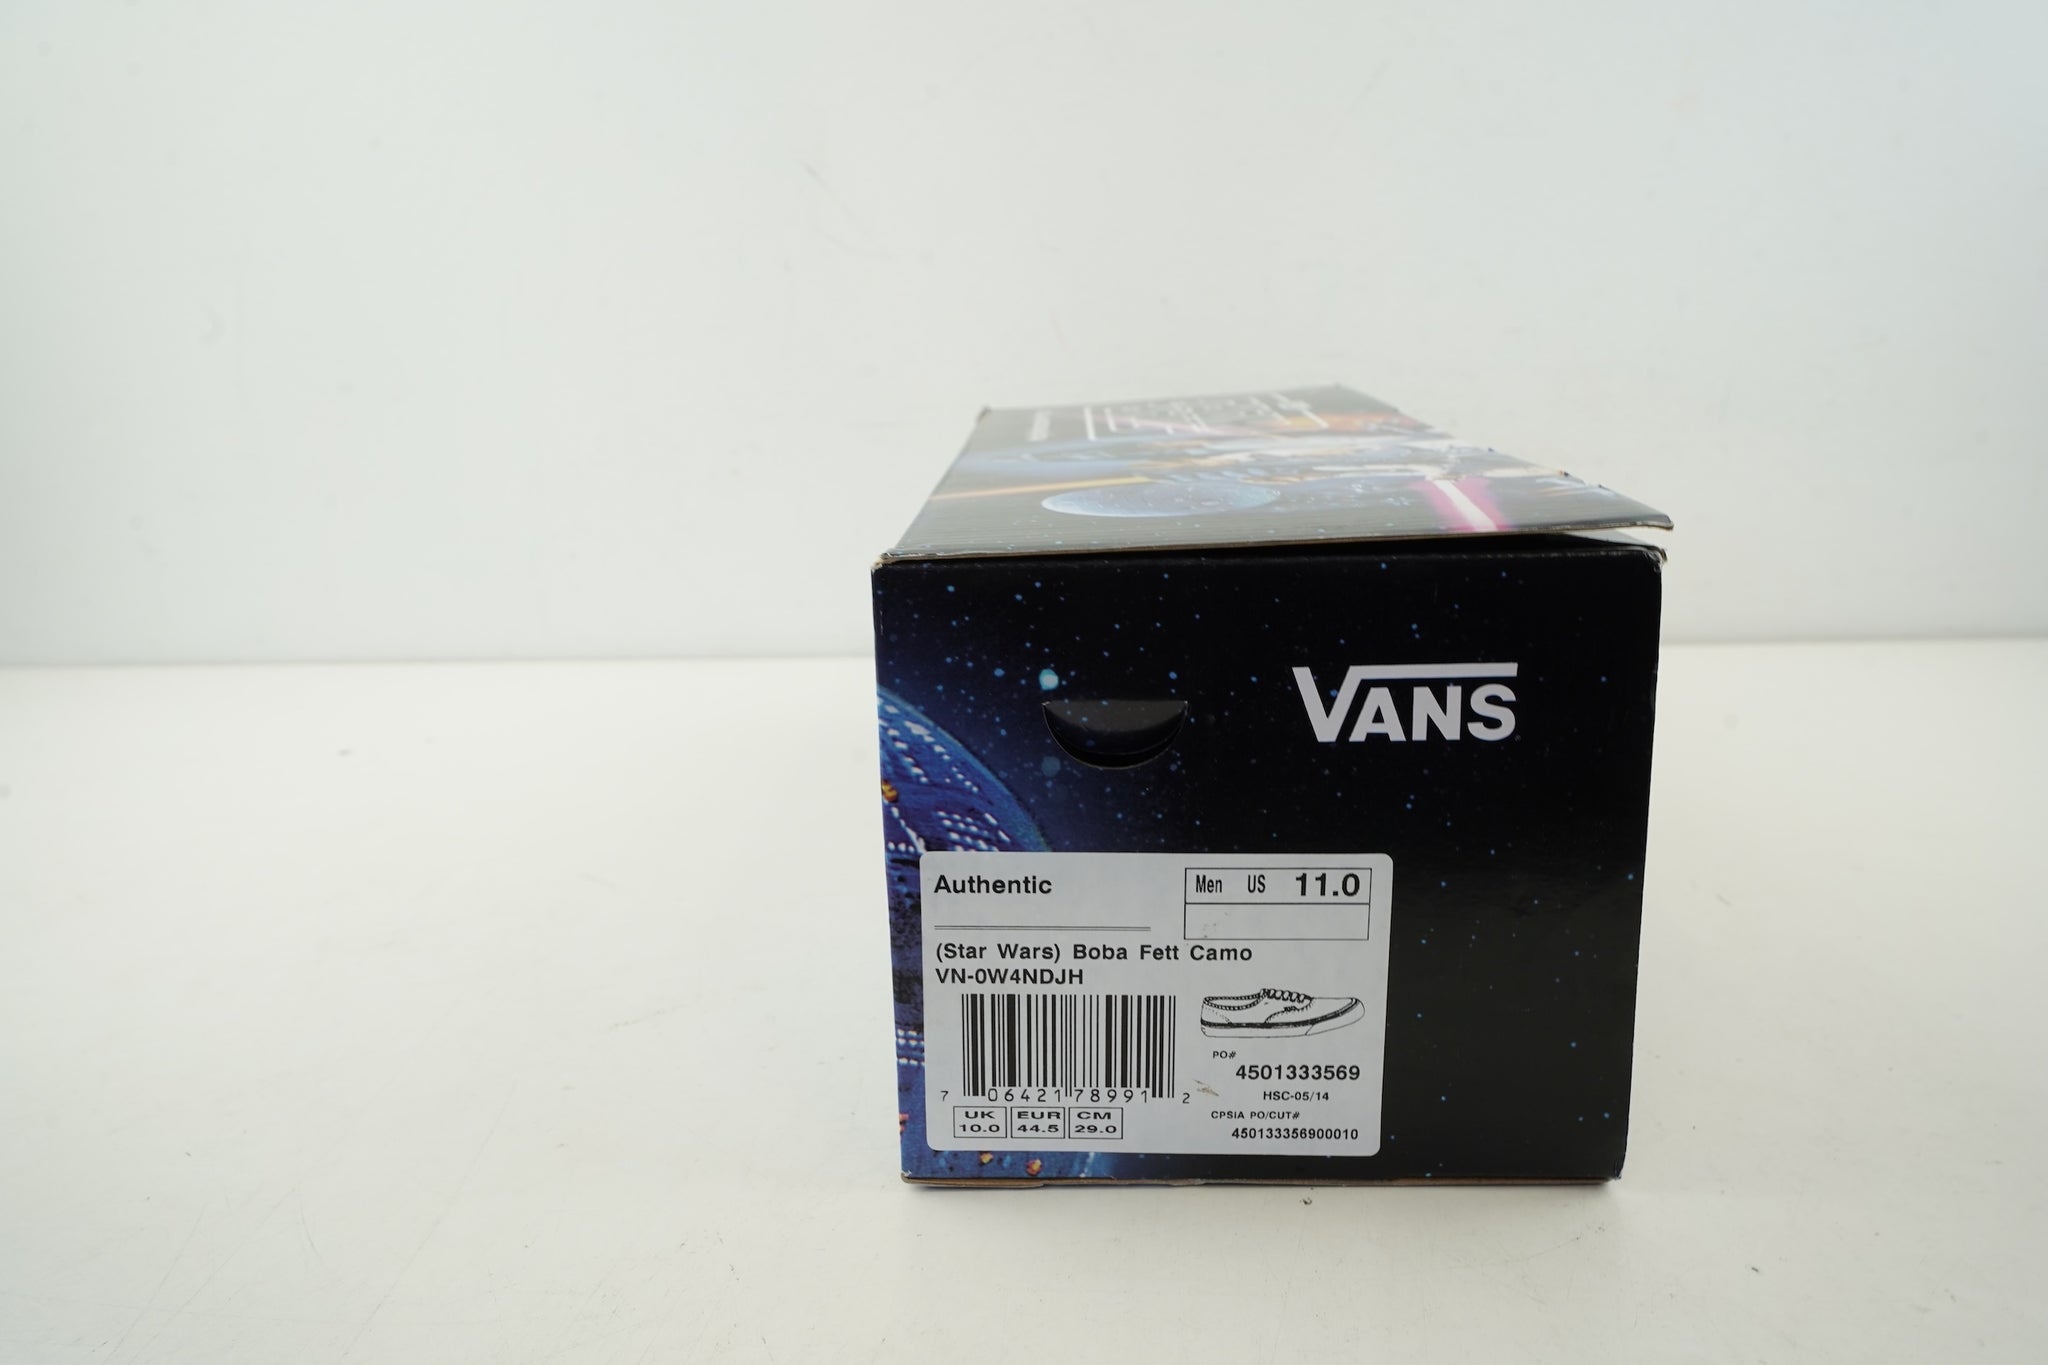 VANS
Authentic
Men US 11.0
(Star Wars) Boba Fett Camo
VN-0W4NDJH
7 06421 78991 2
PO#
4501333569
HSC-05/14
CPSIA PO/CUT#
450133356900010
UK EUR CM
10.0 44.5 29.0